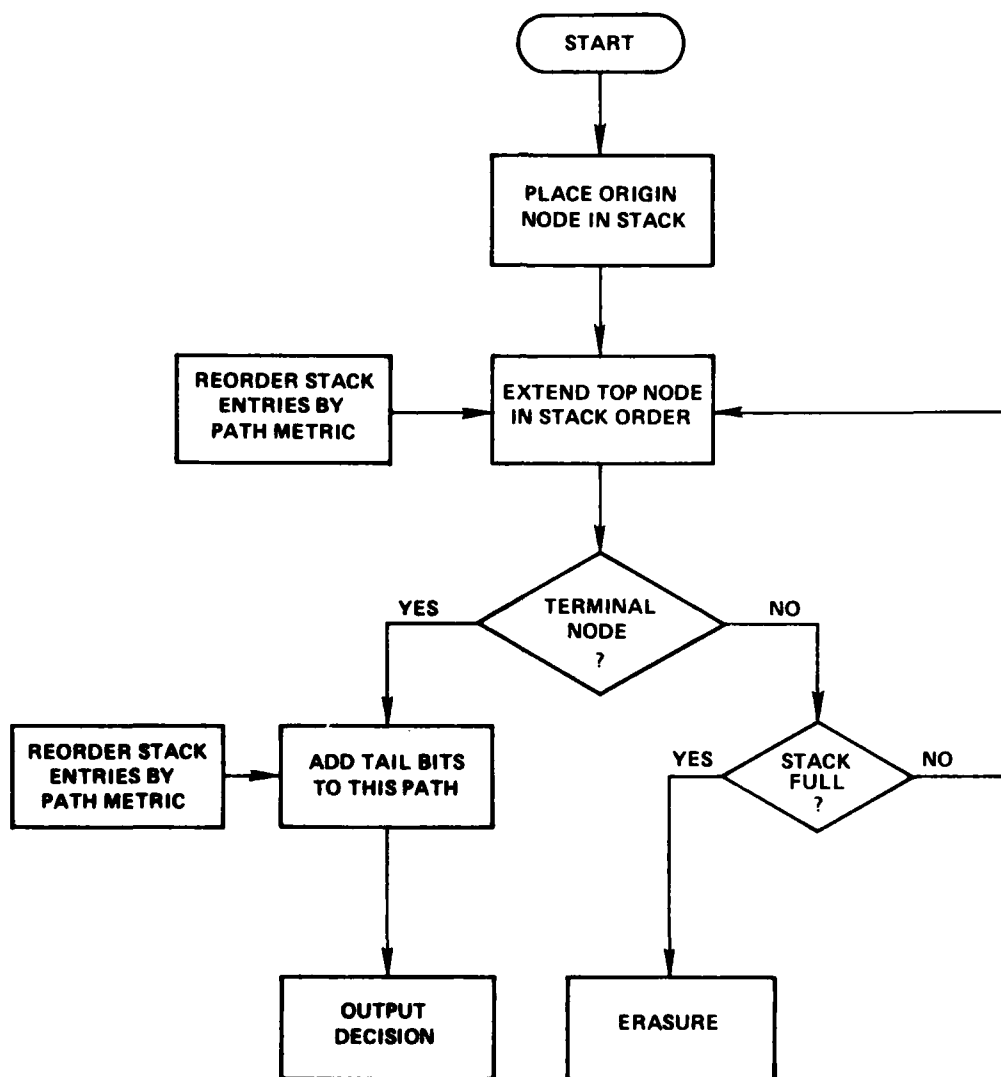 START
PLACE ORIGIN
NODE IN STACK
REORDER STACK
ENTRIES BY
PATH METRIC
EXTEND TOP NODE
IN STACK ORDER
YES
TERMINAL
NODE
?
NO
REORDER STACK
ENTRIES BY
PATH METRIC
ADD TAIL BITS
TO THIS PATH
YES
STACK
FULL
?
NO
OUTPUT
DECISION
ERASURE